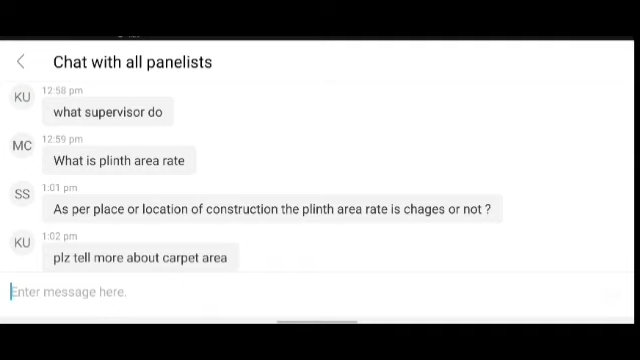 Chat with all panelists
KU
12:58 pm
what supervisor do
MC
12:59 pm
What is plinth area rate
SS
1:01 pm
As per place or location of construction the plinth area rate is chages or not ?
KU
1:02 pm
plz tell more about carpet area
Enter message here.